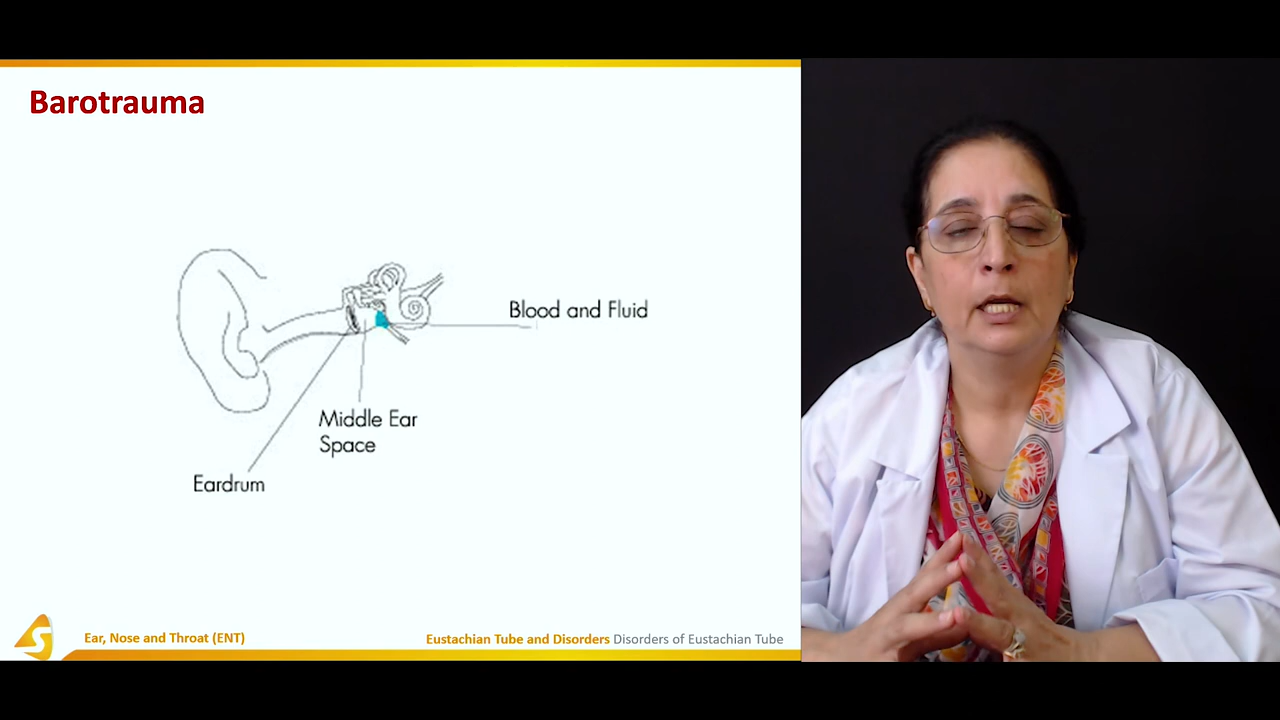 Barotrauma
Blood and Fluid
Middle Ear
Space
Eardrum
Ear, Nose and Throat (ENT)
Eustachian Tube and Disorders Disorders of Eustachian Tube